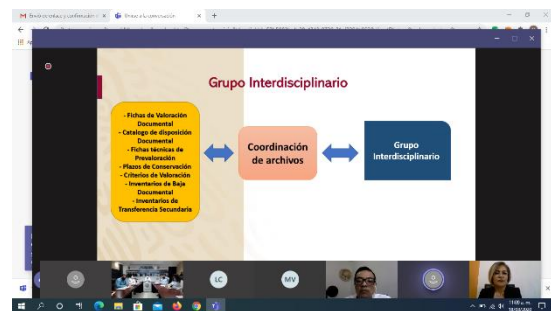 Grupo Interdisciplinario
- Fichas de Valoración
Documental
- Catalogo de disposición
Documental
- Fichas técnicas de
Prevaloración
- Plazos de Conservación
- Criterios de Valoración
- Inventarios de Baja
Documental
- Inventarios de
Transferencia Secundaria
Coordinación
de archivos
Grupo
Interdisciplinario
LC
MV